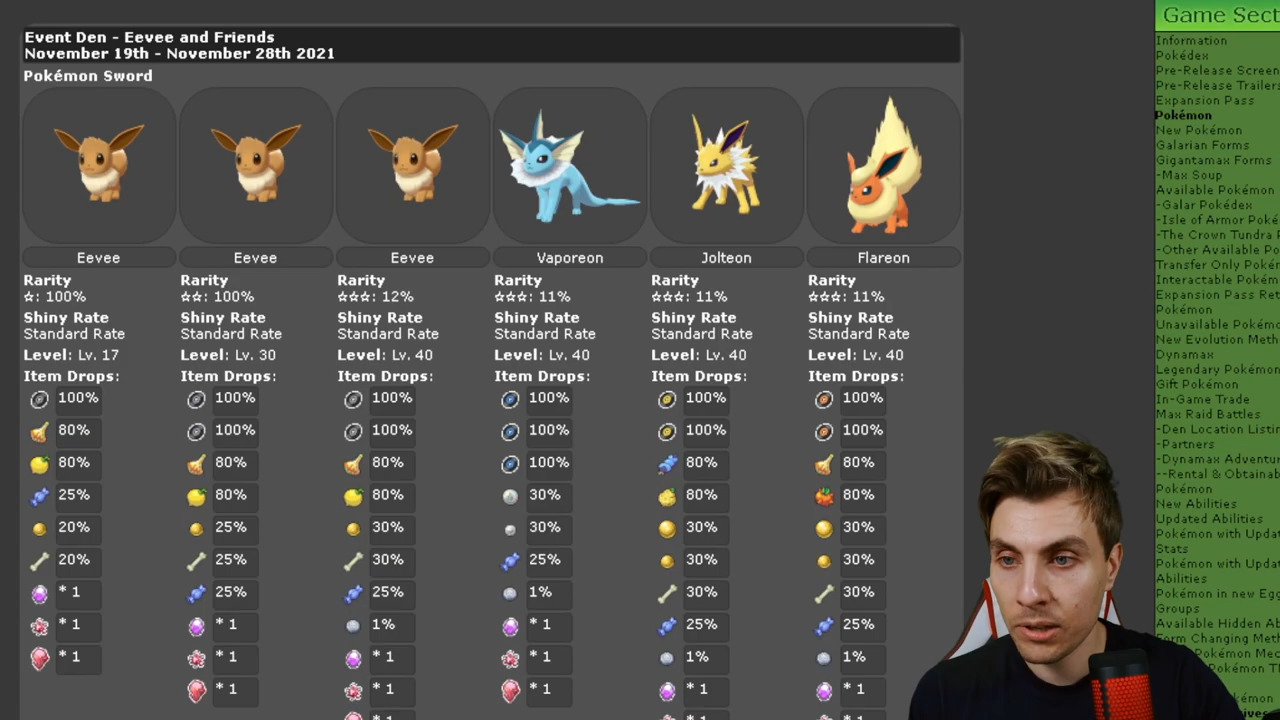 Event Den - Eevee and Friends
November 19th - November 28th 2021
Pokémon Sword
Eevee Eevee Eevee Vaporeon Jolteon Flareon
Rarity Rarity Rarity Rarity Rarity Rarity
☆: 100% ☆☆: 100% ☆☆☆: 12% ☆☆☆: 11% ☆☆☆: 11% ☆☆☆: 11%
Shiny Rate Shiny Rate Shiny Rate Shiny Rate Shiny Rate Shiny Rate
Standard Rate Standard Rate Standard Rate Standard Rate Standard Rate Standard Rate
Level: Lv. 17 Level: Lv. 30 Level: Lv. 40 Level: Lv. 40 Level: Lv. 40 Level: Lv. 40
Item Drops: Item Drops: Item Drops: Item Drops: Item Drops: Item Drops:
100% 100% 100% 100% 100% 100%
80% 100% 100% 100% 100% 100%
80% 80% 80% 100% 80% 80%
25% 80% 80% 30% 80% 80%
20% 25% 30% 30% 30% 30%
20% 25% 30% 25% 30% 30%
* 1 25% 25% 1% 30% 30%
* 1 * 1 1% * 1 25% 25%
* 1 * 1 * 1 * 1 1% 1%
* 1 * 1 * 1 * 1 * 1
Game Sect
Information
Pokédex
Pre-Release Screen
Pre-Release Trailers
Expansion Pass
Pokémon
New Pokémon
Galarian Forms
Gigantamax Forms
-Max Soup
Available Pokémon
-Galar Pokédex
-Isle of Armor Poké
-The Crown Tundra
-Other Available Po
Transfer Only Pokém
Interactable Pokém
Expansion Pass Ret
Pokémon
Unavailable Pokémo
New Evolution Meth
Dynamax
Legendary Pokémon
Gift Pokémon
In-Game Trade
Max Raid Battles
-Den Location Listin
-Partners
-Dynamax Adventur
--Rental & Obtainab
Pokémon
New Abilities
Updated Abilities
Pokémon with Updat
Stats
Pokémon with Updat
Abilities
Pokémon in new Egg
Groups
Available Hidden Ab
Form Changing Meth
Pokémon Mec
Pokémon T